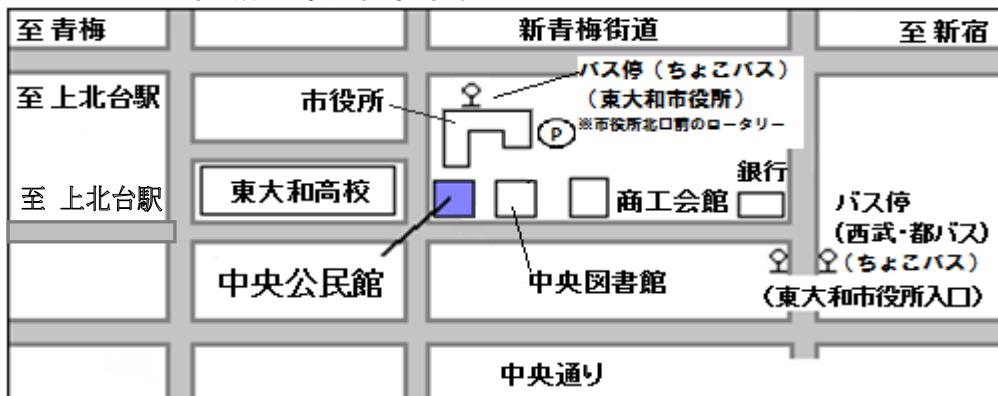 至 青梅
新青梅街道
至 新宿
至 上北台駅
市役所
バス停（ちょこバス）
（東大和市役所）
※市役所北口前のロータリー
P
至 上北台駅
東大和高校
商工会館
銀行
バス停
(西武・都バス)
(ちょこバス)
(東大和市役所入口)
中央公民館
中央図書館
中央通り